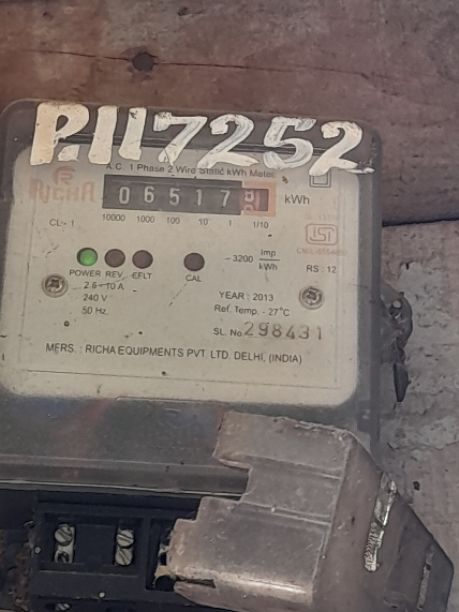 P.117252
A.C. 1 Phase 2 Wire Static kWh Meter
RICHA
06517 kWh
10000 1000 100 10 1 1/10
CL-1
ISI
3200 imp/kWh
RS: 12
POWER REV EFLT CAL
2.5-10 A
240 V
50 Hz.
YEAR: 2013
Ref. Temp. - 27°C
SL. No. 298431
MFRS. : RICHA EQUIPMENTS PVT. LTD. DELHI. (INDIA)